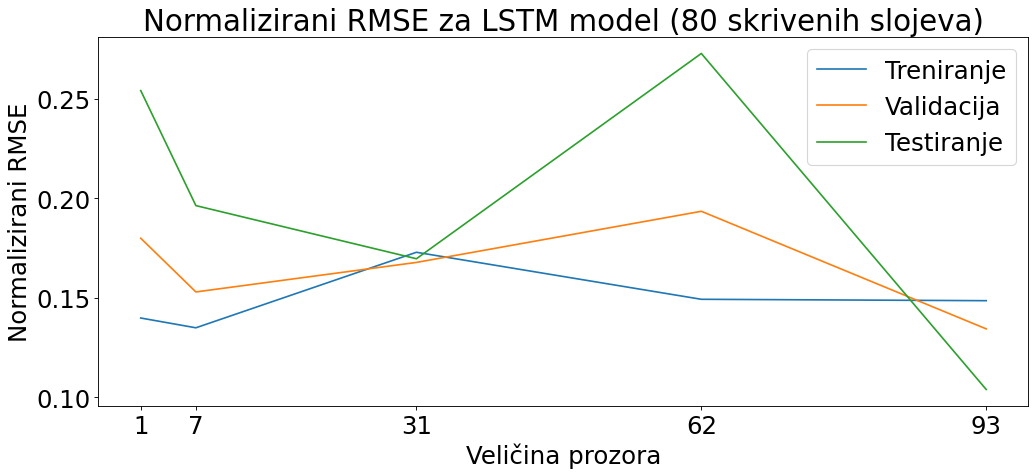 Normalizirani RMSE za LSTM model (80 skrivenih slojeva)
Treniranje
Validacija
Testiranje
Normalizirani RMSE
0.25
0.20
0.15
0.10
1 7 31 62 93
Veličina prozora